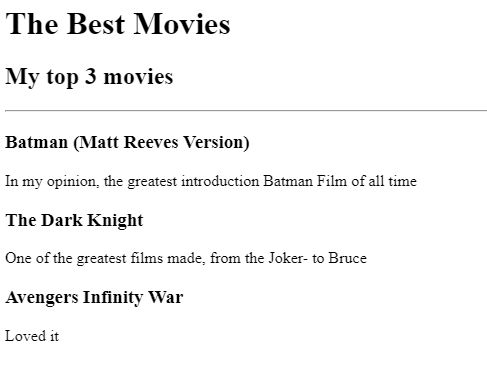 The Best Movies
My top 3 movies
Batman (Matt Reeves Version)
In my opinion, the greatest introduction Batman Film of all time
The Dark Knight
One of the greatest films made, from the Joker- to Bruce
Avengers Infinity War
Loved it